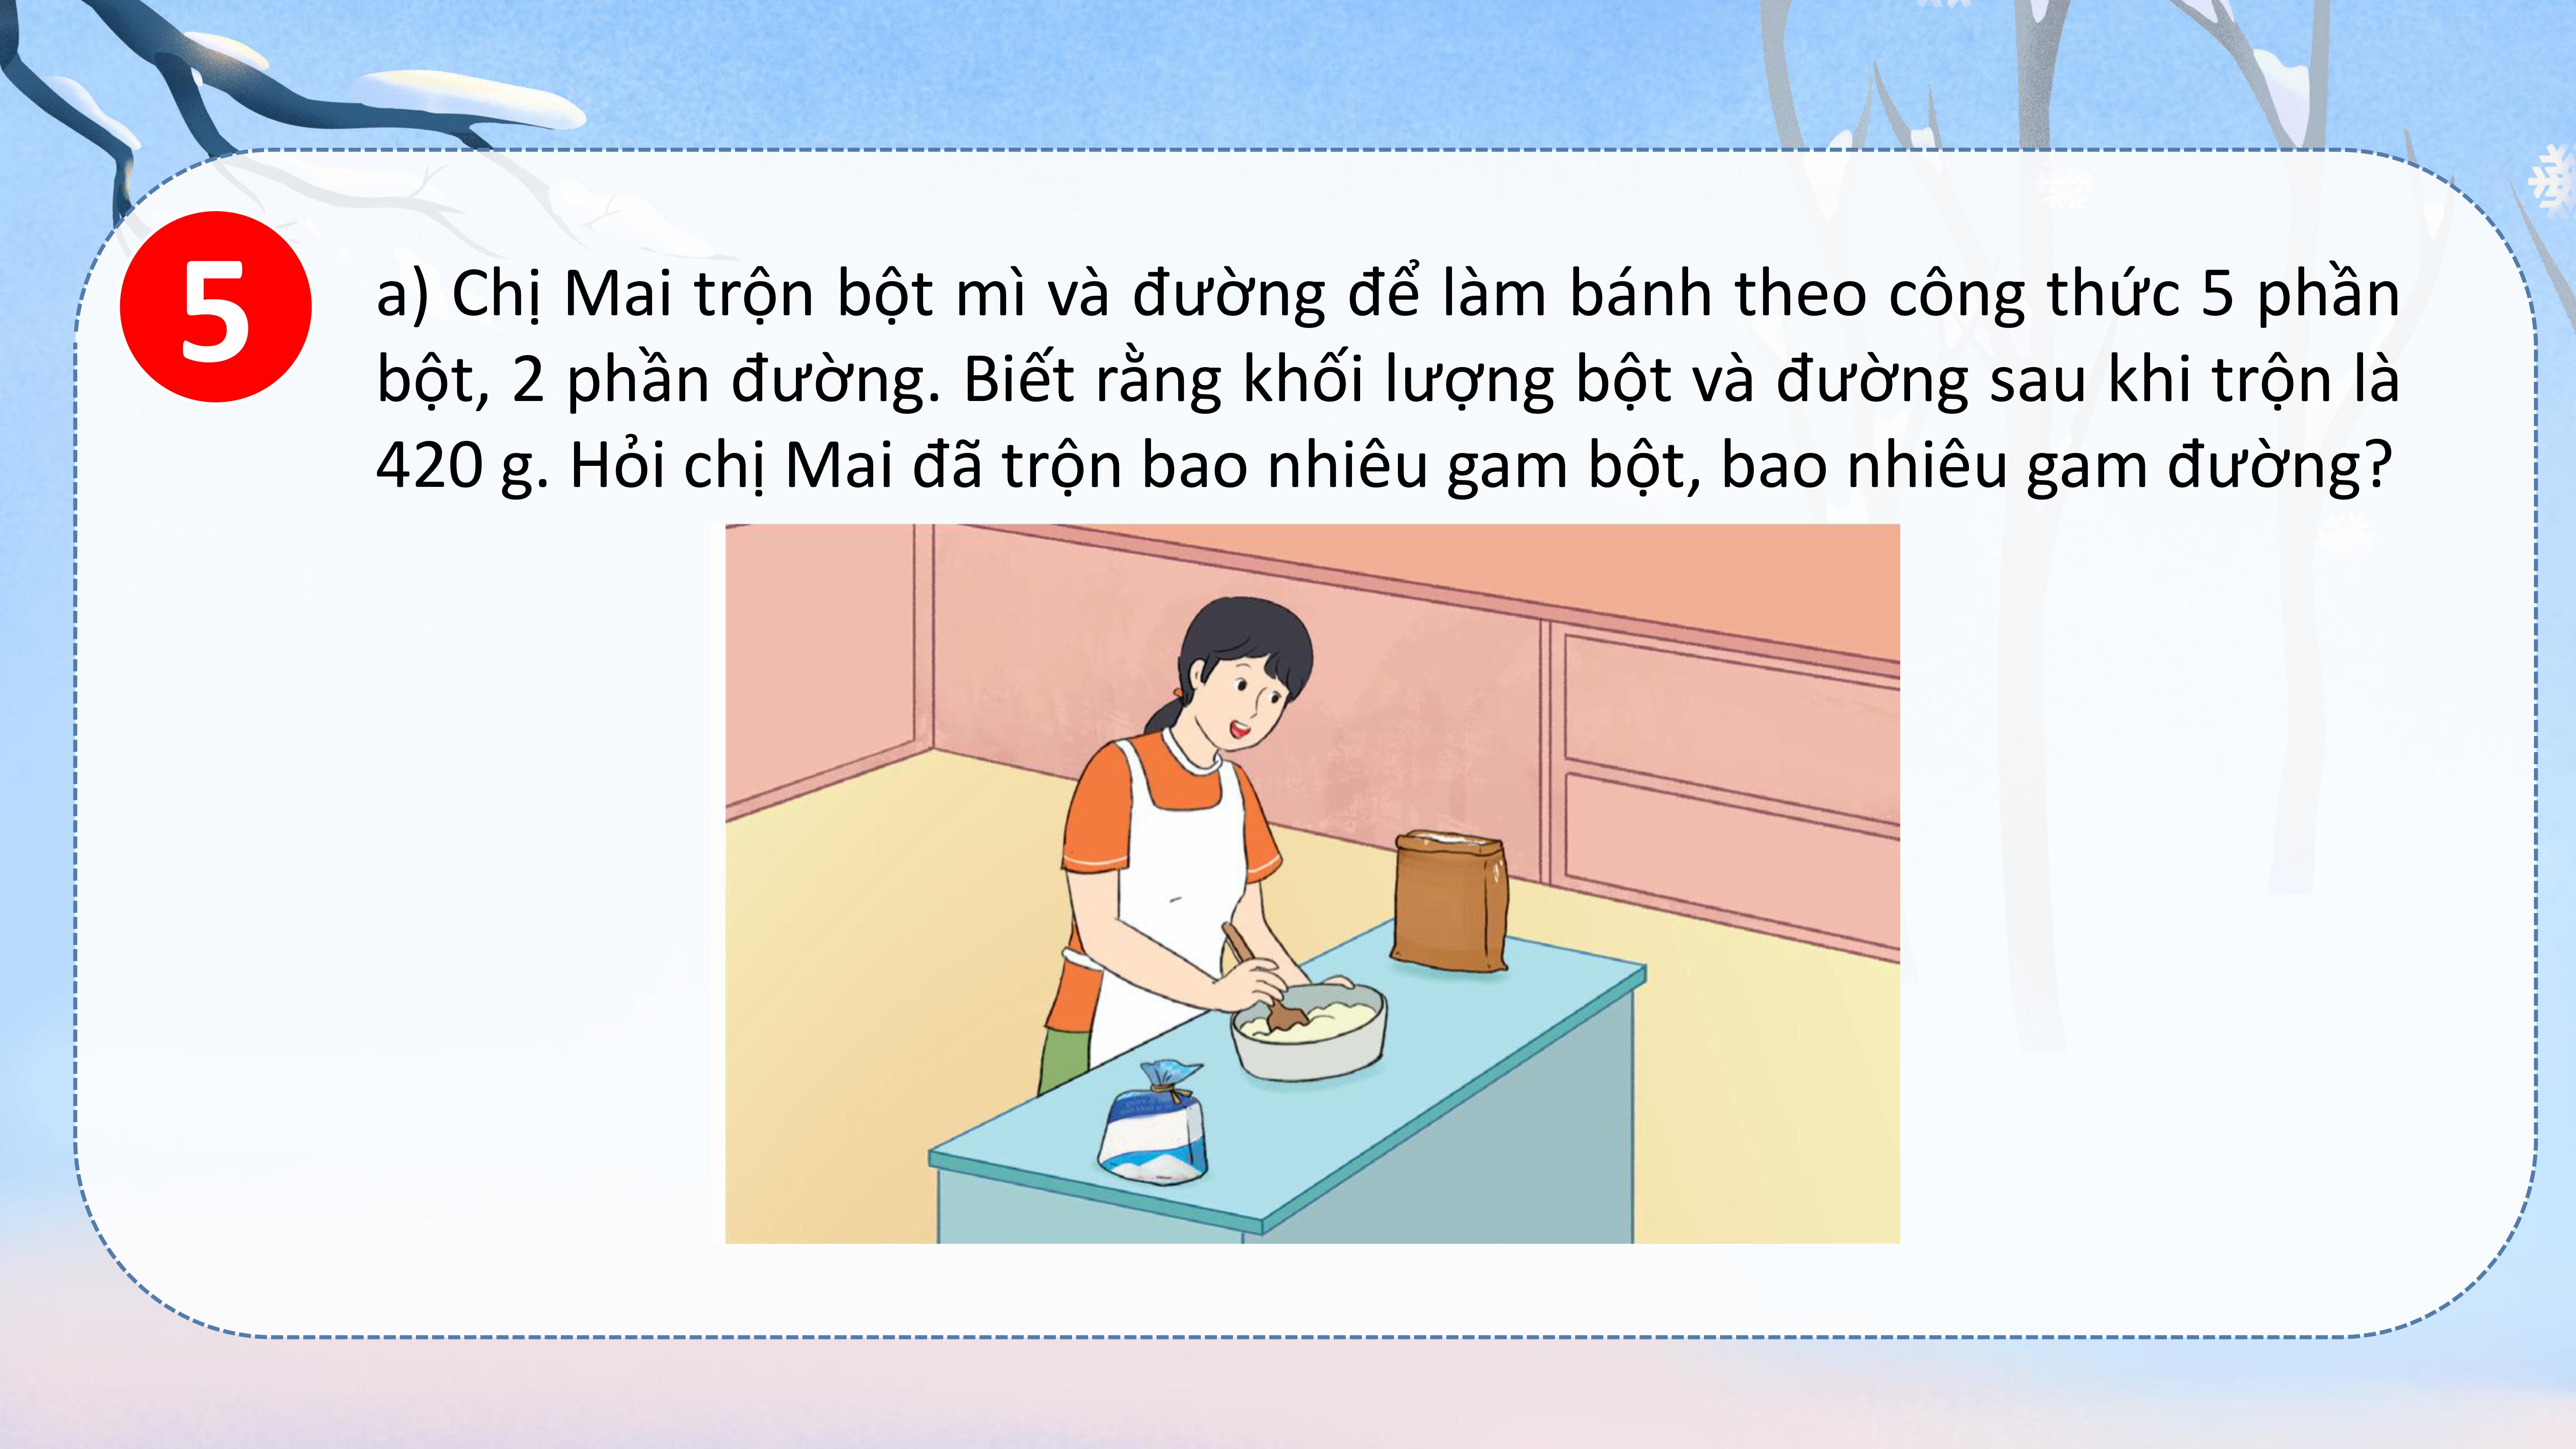 5
a) Chị Mai trộn bột mì và đường để làm bánh theo công thức 5 phần
bột, 2 phần đường. Biết rằng khối lượng bột và đường sau khi trộn là
420 g. Hỏi chị Mai đã trộn bao nhiêu gam bột, bao nhiêu gam đường?